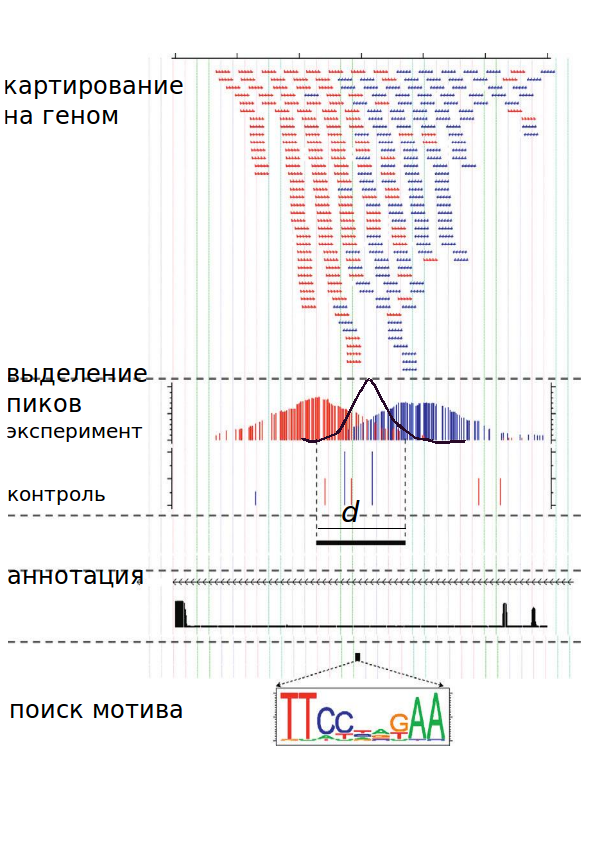 картирование
на геном
выделение
пиков
эксперимент
контроль
d
аннотация
поиск мотива
TTCC GAA